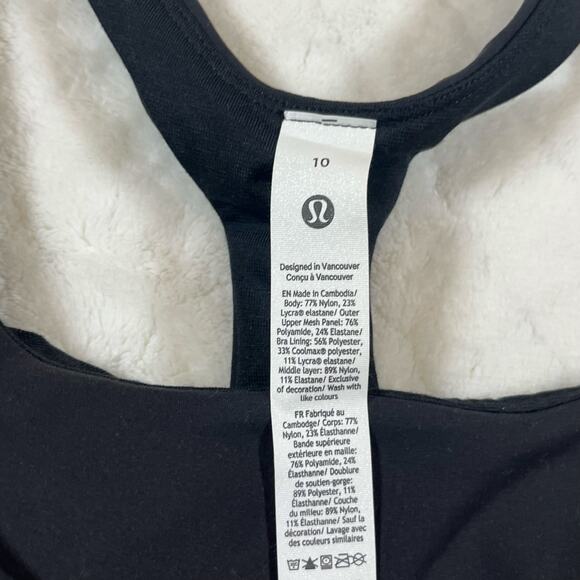 10
Designed in Vancouver
Conçu à Vancouver
EN Made in Cambodia/
Body: 77% Nylon, 23%
Lycra® elastane/ Outer
Upper Mesh Panel: 76%
Polyamide, 24% Elastane/
Bra Lining: 56% Polyester,
33% Coolmax® polyester,
11% Lycra® elastane/
Middle layer: 89% Nylon,
11% Elastane/ Exclusive
of decoration/ Wash with
like colours
FR Fabriqué au
Cambodge/ Corps: 77%
Nylon, 23% Élasthanne/
Bande supérieure
extérieure en maille:
76% Polyamide, 24%
Élasthanne/ Doublure
de soutien-gorge:
89% Polyester, 11%
Élasthanne/ Couche
du milieu: 89% Nylon,
11% Élasthanne/ Sauf la
décoration/ Lavage avec
des couleurs similaires